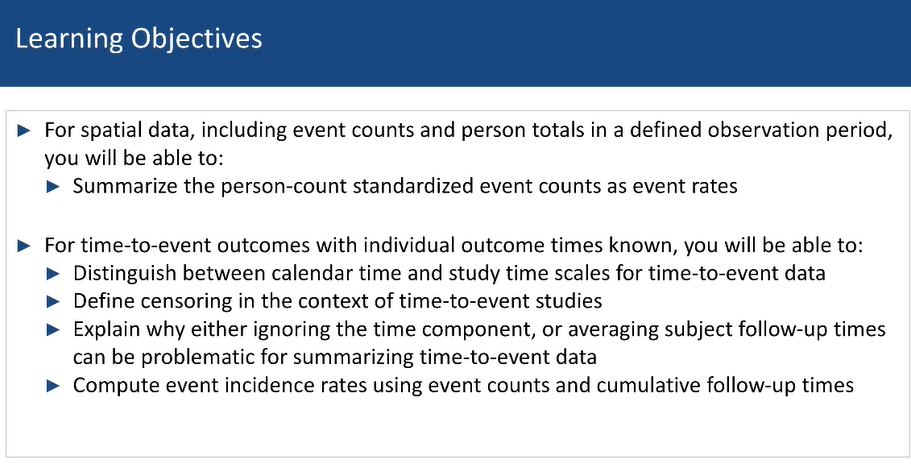 Learning Objectives
► For spatial data, including event counts and person totals in a defined observation period,
you will be able to:
► Summarize the person-count standardized event counts as event rates
► For time-to-event outcomes with individual outcome times known, you will be able to:
► Distinguish between calendar time and study time scales for time-to-event data
► Define censoring in the context of time-to-event studies
► Explain why either ignoring the time component, or averaging subject follow-up times
can be problematic for summarizing time-to-event data
► Compute event incidence rates using event counts and cumulative follow-up times